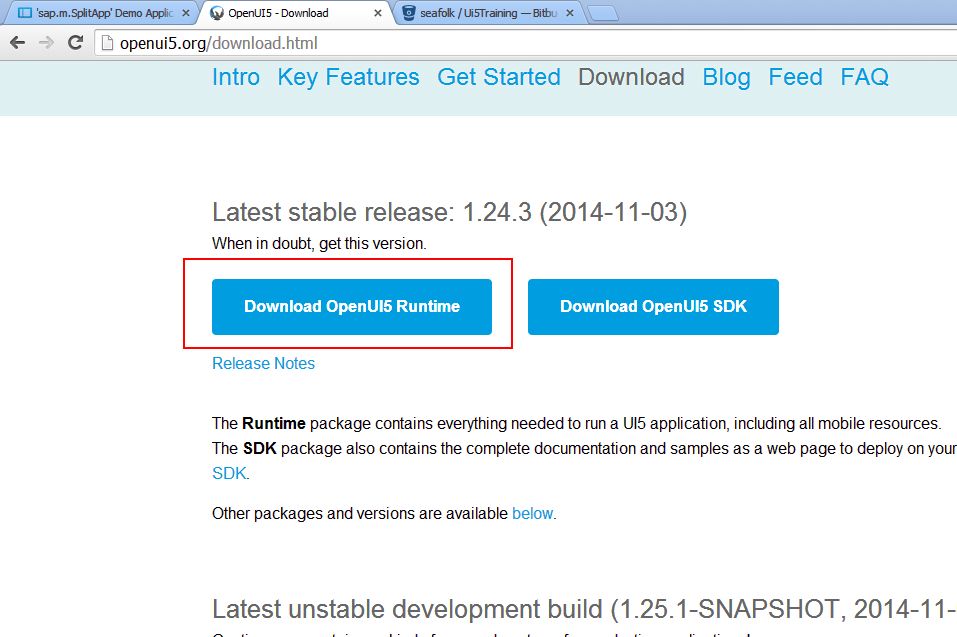 'sap.m.SplitApp' Demo Applic
OpenUI5 - Download
seafolk / Ui5Training — Bitbu
openui5.org/download.html
Intro Key Features Get Started Download Blog Feed FAQ
Latest stable release: 1.24.3 (2014-11-03)
When in doubt, get this version.
Download OpenUI5 Runtime
Download OpenUI5 SDK
Release Notes
The Runtime package contains everything needed to run a UI5 application, including all mobile resources.
The SDK package also contains the complete documentation and samples as a web page to deploy on your
SDK.
Other packages and versions are available below.
Latest unstable development build (1.25.1-SNAPSHOT, 2014-11-